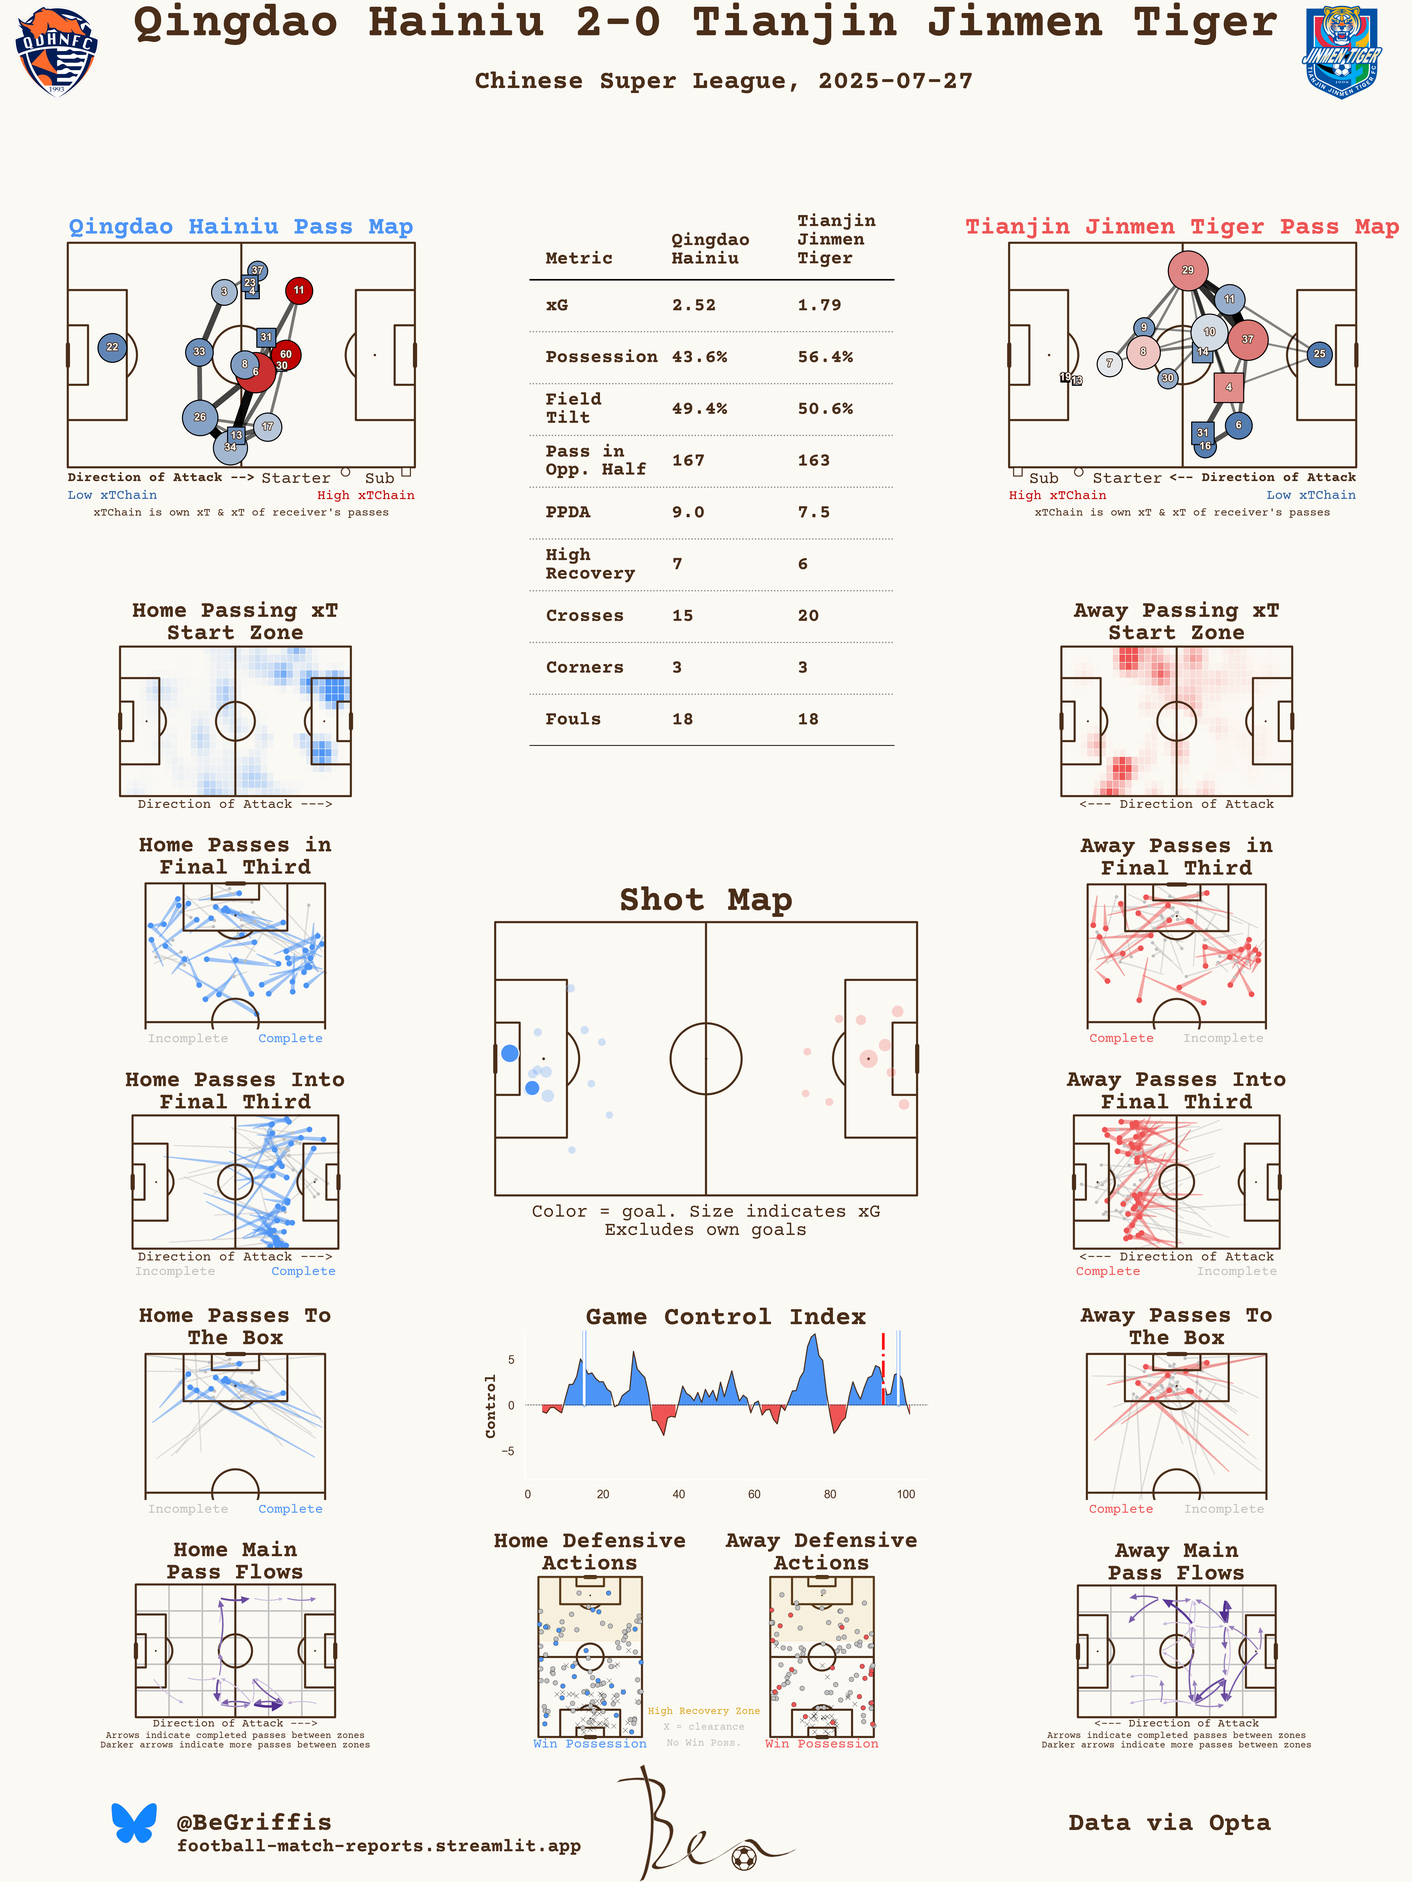 Qingdao Hainiu 2-0 Tianjin Jinmen Tiger
Chinese Super League, 2025-07-27
QDHNFC
1993
JINMEN TIGER
Qingdao Hainiu Pass Map
37
23
4
3
11
22
33
31
60
30
8
6
26
17
13
34
Direction of Attack --> Starter Sub
Low xTChain High xTChain
xTChain is own xT & xT of receiver's passes
Metric Qingdao Hainiu Tianjin Jinmen Tiger
xG 2.52 1.79
Possession 43.6% 56.4%
Field Tilt 49.4% 50.6%
Pass in Opp. Half 167 163
PPDA 9.0 7.5
High Recovery 7 6
Crosses 15 20
Corners 3 3
Fouls 18 18
Tianjin Jinmen Tiger Pass Map
29
11
9
10
37
8
14
25
7
19
13
30
4
6
31
16
Sub Starter <-- Direction of Attack
High xTChain Low xTChain
xTChain is own xT & xT of receiver's passes
Home Passing xT
Start Zone
Direction of Attack --->
Away Passing xT
Start Zone
<--- Direction of Attack
Home Passes in
Final Third
Incomplete Complete
Away Passes in
Final Third
Complete Incomplete
Shot Map
Color = goal. Size indicates xG
Excludes own goals
Home Passes Into
Final Third
Direction of Attack --->
Incomplete Complete
Away Passes Into
Final Third
<--- Direction of Attack
Complete Incomplete
Home Passes To
The Box
Incomplete Complete
Game Control Index
Control
5
0
−5
0 20 40 60 80 100
Away Passes To
The Box
Complete Incomplete
Home Main
Pass Flows
Direction of Attack --->
Arrows indicate completed passes between zones
Darker arrows indicate more passes between zones
Home Defensive
Actions
Win Possession
Away Defensive
Actions
Win Possession
High Recovery Zone
X = clearance
No Win Poss.
Away Main
Pass Flows
<--- Direction of Attack
Arrows indicate completed passes between zones
Darker arrows indicate more passes between zones
@BeGriffis
football-match-reports.streamlit.app
Ben
Data via Opta